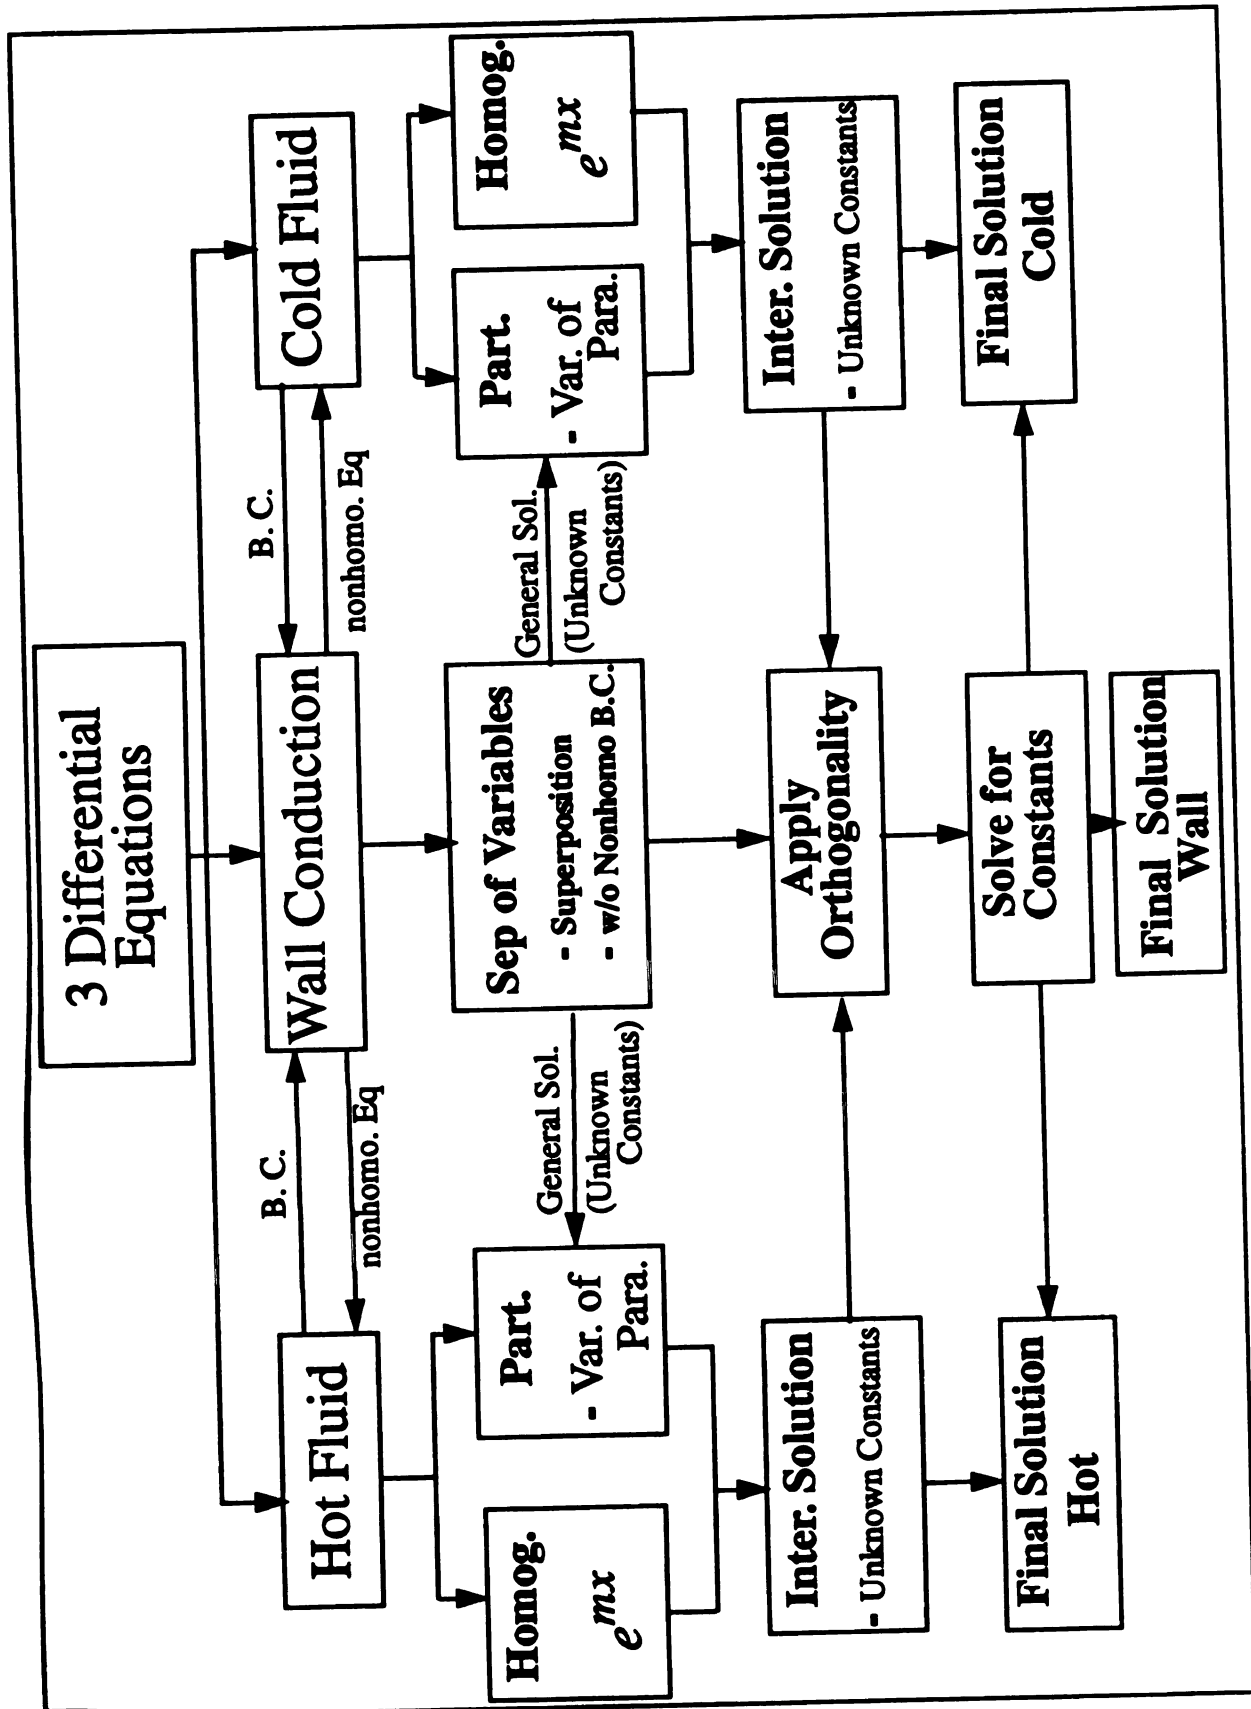 3 Differential
Equations
Hot Fluid
B. C.
nonhomo. Eq
Wall Conduction
B. C.
nonhomo. Eq
Cold Fluid
Homog.
e^mx
Part.
- Var. of
Para.
General Sol.
(Unknown
Constants)
Sep of Variables
- Superposition
- w/o Nonhomo B.C.
General Sol.
(Unknown
Constants)
Part.
- Var. of
Para.
Homog.
e^mx
Inter. Solution
- Unknown Constants
Apply
Orthogonality
Inter. Solution
- Unknown Constants
Final Solution
Hot
Solve for
Constants
Final Solution
Cold
Final Solution
Wall